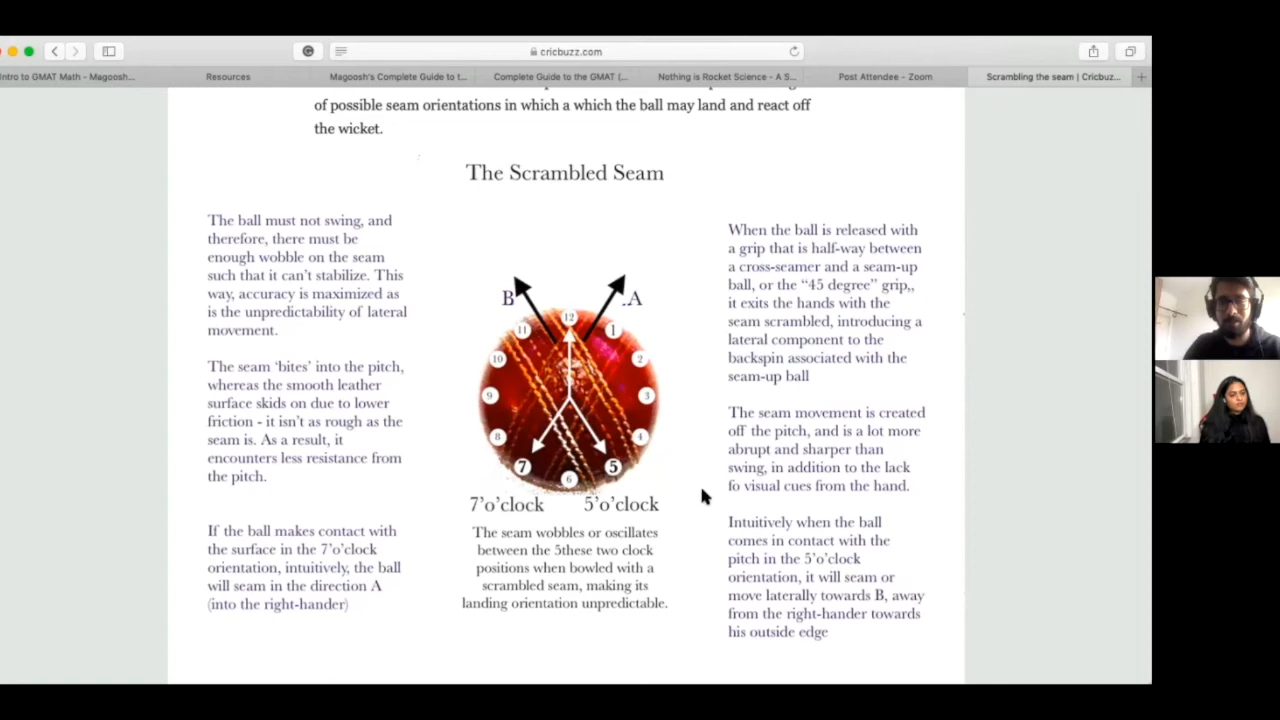 cricbuzz.com
Intro to GMAT Math - Magoosh...
Resources
Magoosh's Complete Guide to t...
Complete Guide to the GMAT (...
Nothing is Rocket Science - A S...
Post Attendee - Zoom
Scrambling the seam | Cricbuz...
of possible seam orientations in which a which the ball may land and react off
the wicket.
The Scrambled Seam
The ball must not swing, and
therefore, there must be
enough wobble on the seam
such that it can't stabilize. This
way, accuracy is maximized as
is the unpredictability of lateral
movement.
The seam 'bites' into the pitch,
whereas the smooth leather
surface skids on due to lower
friction - it isn't as rough as the
seam is. As a result, it
encounters less resistance from
the pitch.
If the ball makes contact with
the surface in the 7'o'clock
orientation, intuitively, the ball
will seam in the direction A
(into the right-hander)
B
A
12
1
2
3
4
5
6
7
8
9
10
11
7'o'clock
5'o'clock
The seam wobbles or oscillates
between the 5these two clock
positions when bowled with a
scrambled seam, making its
landing orientation unpredictable.
When the ball is released with
a grip that is half-way between
a cross-seamer and a seam-up
ball, or the "45 degree" grip,,
it exits the hands with the
seam scrambled, introducing a
lateral component to the
backspin associated with the
seam-up ball
The seam movement is created
off the pitch, and is a lot more
abrupt and sharper than
swing, in addition to the lack
fo visual cues from the hand.
Intuitively when the ball
comes in contact with the
pitch in the 5'o'clock
orientation, it will seam or
move laterally towards B, away
from the right-hander towards
his outside edge